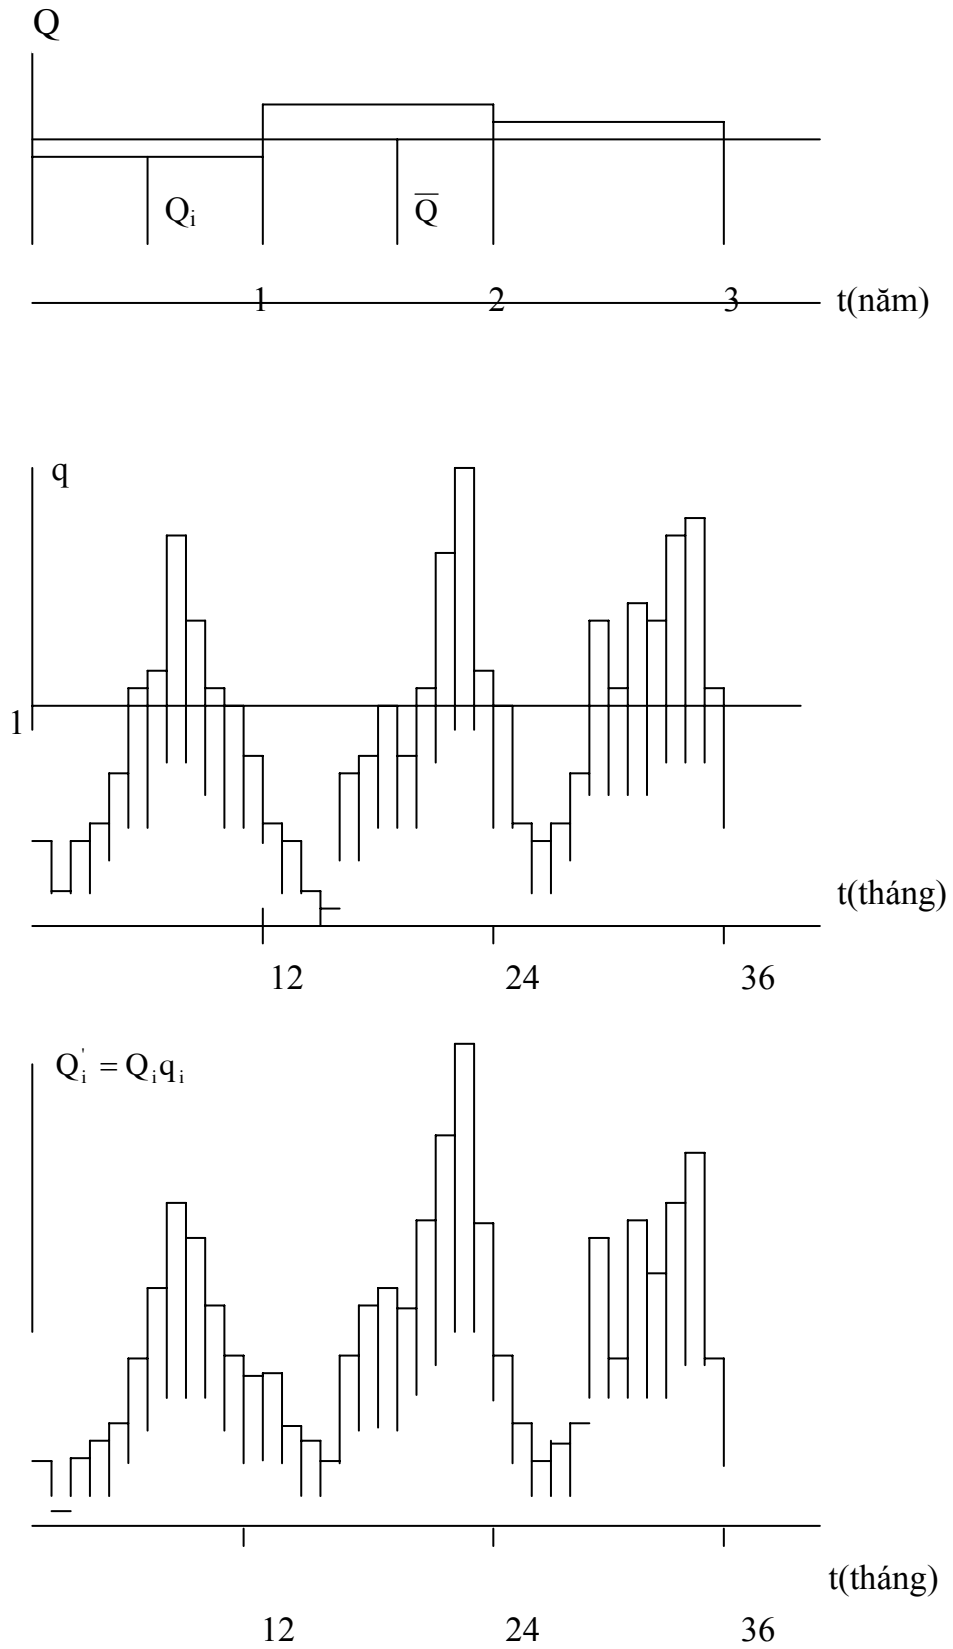 Q
Qi Q̅
1 2 3 t(năm)
q
1
t(tháng)
12 24 36
Q'i = Qiqi
t(tháng)
12 24 36